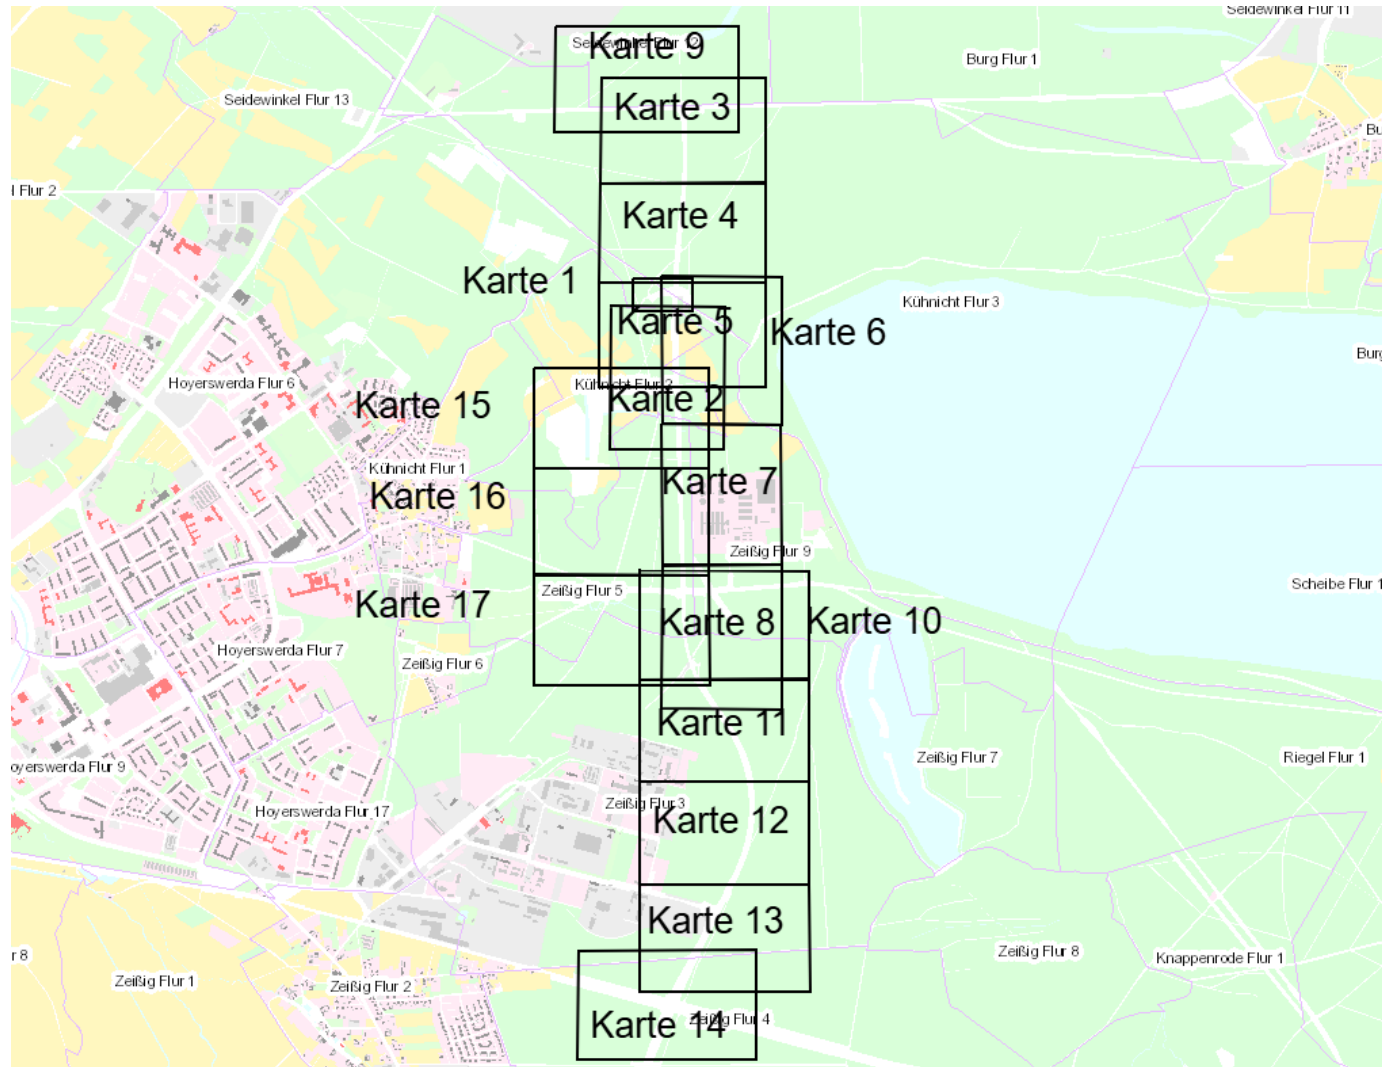 Seidewinkel Flur 11
Seidewinkel Flur 12
Karte 9
Burg Flur 1
Seidewinkel Flur 13
Karte 3
Bu
l Flur 2
Karte 4
Karte 1
Kühnicht Flur 3
Karte 5
Karte 6
Burg
Hoyerswerda Flur 6
Kühnicht Flur 2
Karte 15
Karte 2
Kühnicht Flur 1
Karte 16
Karte 7
Zeißig Flur 9
Zeißig Flur 5
Scheibe Flur 1
Karte 17
Karte 8
Karte 10
Hoyerswerda Flur 7
Zeißig Flur 6
Karte 11
oyerswerda Flur 9
Zeißig Flur 7
Riegel Flur 1
Hoyerswerda Flur 17
Zeißig Flur 3
Karte 12
Karte 13
r 8
Zeißig Flur 8
Knappenrode Flur 1
Zeißig Flur 1
Zeißig Flur 2
Karte 14
Zeißig Flur 4